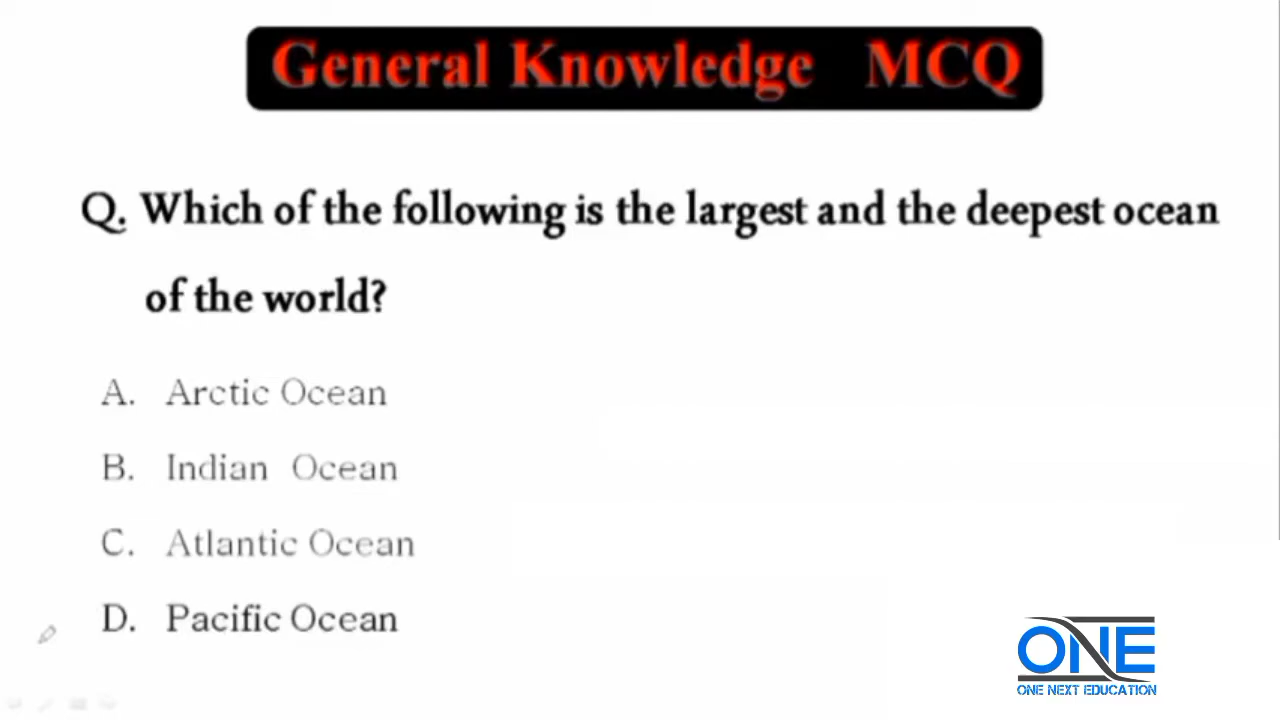 General Knowledge MCQ
Q. Which of the following is the largest and the deepest ocean
of the world?
A. Arctic Ocean
B. Indian Ocean
C. Atlantic Ocean
D. Pacific Ocean
ONE
ONE NEXT EDUCATION